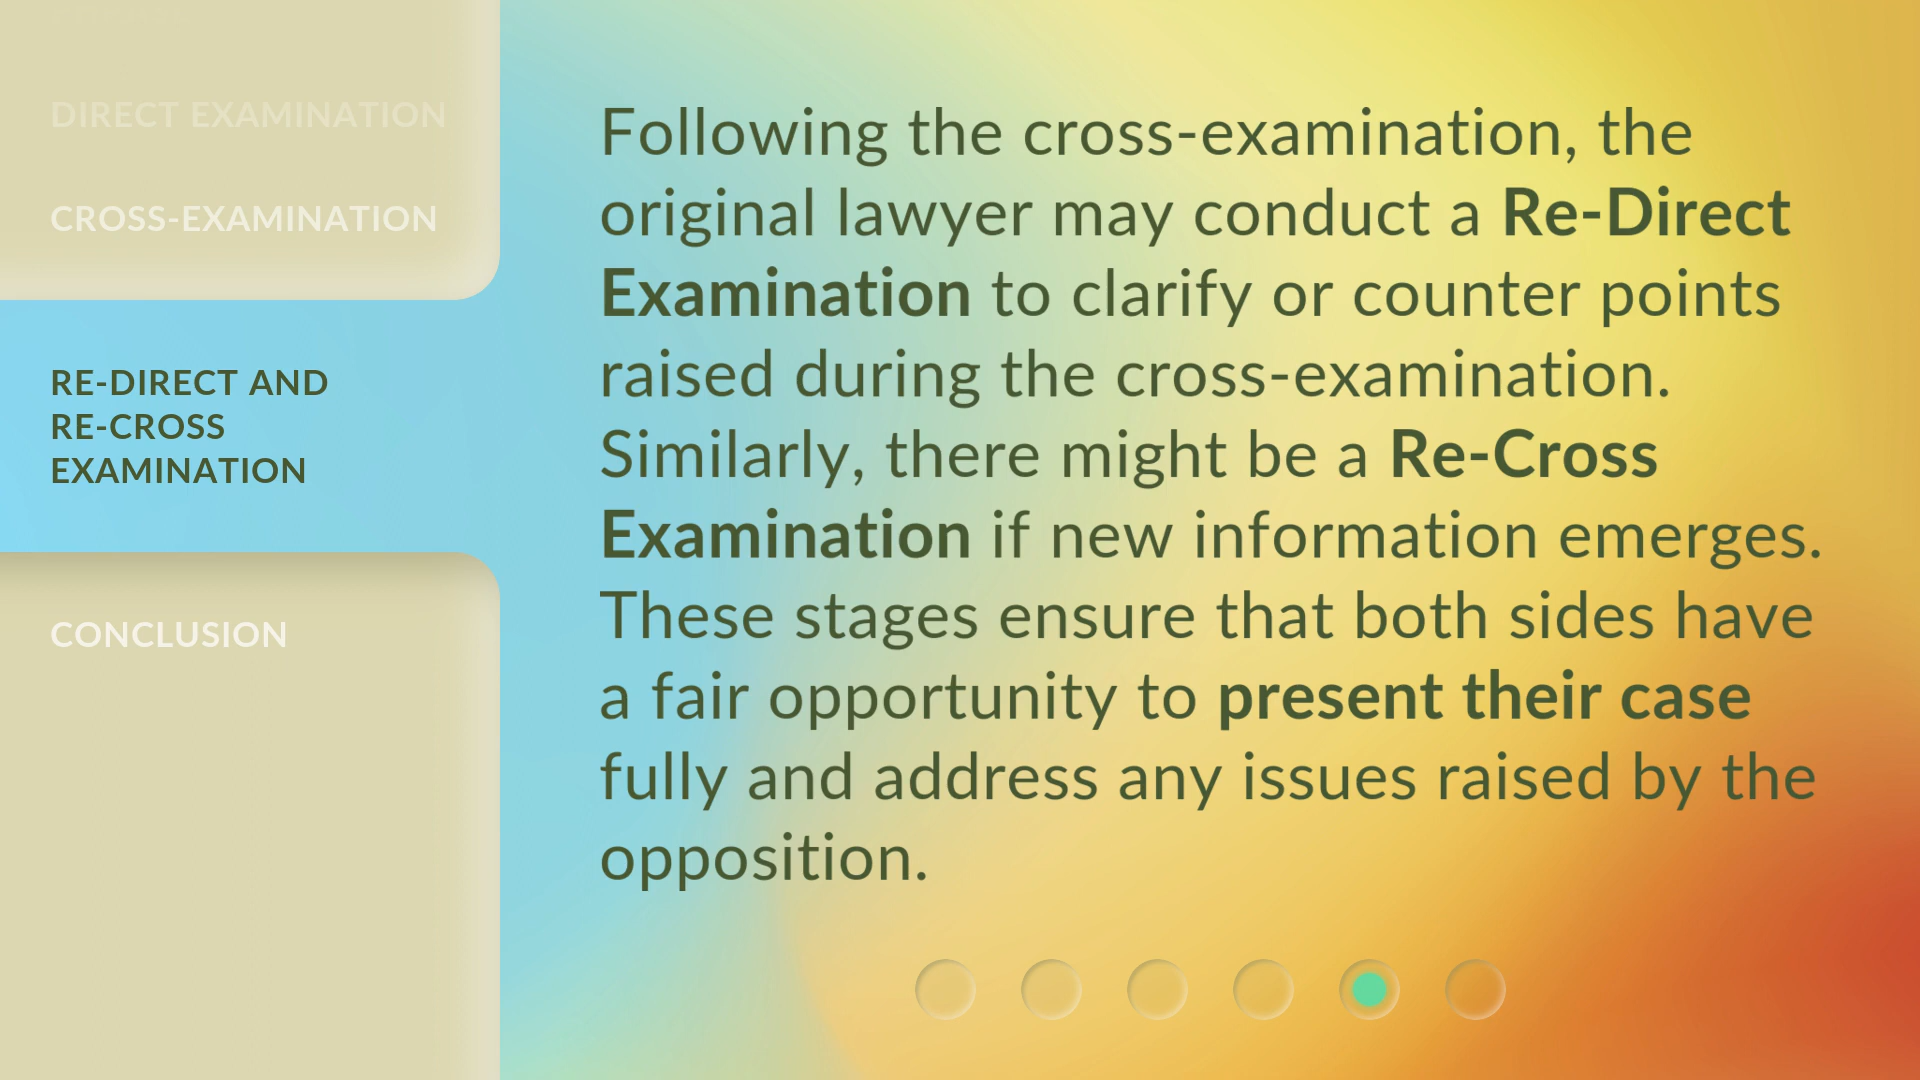 DIRECT EXAMINATION
CROSS-EXAMINATION
RE-DIRECT AND
RE-CROSS
EXAMINATION
CONCLUSION
Following the cross-examination, the
original lawyer may conduct a Re-Direct
Examination to clarify or counter points
raised during the cross-examination.
Similarly, there might be a Re-Cross
Examination if new information emerges.
These stages ensure that both sides have
a fair opportunity to present their case
fully and address any issues raised by the
opposition.